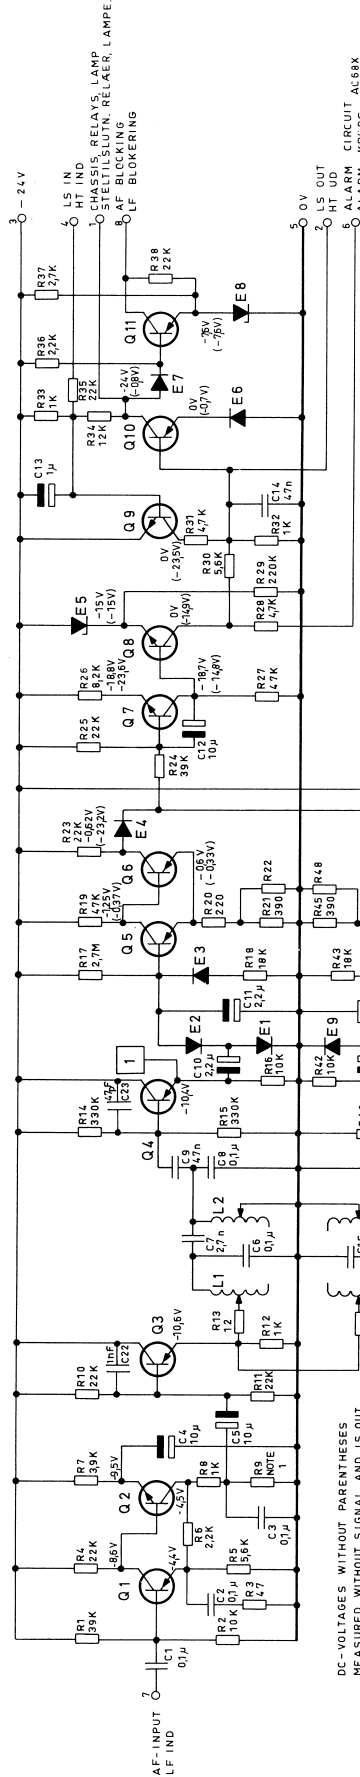 3
-24V
4
LS IN
HT IND
1
CHASSIS RELAYS, LAMP
STELTILSLUTN. RELÆER, LAMPE.
8
AF BLOCKING
LF BLOKERING
5
0V
2
LS OUT
HT UD
6
ALARM CIRCUIT AC68X
R37
2,7K
R38
22K
Q11
E8
-7,5V
(-7,6V)
R36
2,2K
E7
-24V
(-0,8V)
R33
1K
R35
22K
R34
12K
Q10
0V
(-0,7V)
E6
C13
1µ
Q9
R31
4,7K
0V
(-23,5V)
C14
47n
R32
1K
R30
5,6K
R29
220K
R28
4,7K
E5
-15V
(-15V)
Q8
0V
(-14,9V)
R26
8,2K
-18,8V
-23,6V
R25
22K
Q7
-18,7V
(-14,8V)
C12
10µ
R27
47K
R24
39K
R23
22K
-0,62V
(-23,2V)
E4
Q6
-0,6V
(-0,33V)
R19
47K
-1,25V
(-0,37V)
Q5
R20
220
R22
R21
390
R48
R45
390
R17
2,7M
E3
R18
18K
R43
18K
C11
2,2µ
E2
C10
2,2µ
E1
E9
R16
10K
R42
10K
1
R14
330K
47pF
C23
Q4
-10,4V
R15
330K
C9
47n
C8
0,1µ
L2
C7
2,7n
C6
0,1µ
L1
R13
12
R12
1K
Q3
-10,6V
R10
22K
1nF
C22
R11
22K
C5
10µ
C4
10µ
R7
3,9K
-9,5V
Q2
-4,5V
R8
1K
R9
NOTE
1
C3
0,1µ
R4
22K
-8,6V
R6
2,2K
Q1
-4,4V
R5
5,6K
C2
0,1µ
R3
47
R1
39K
R2
10K
C1
0,1µ
7
AF-INPUT
LF IND
DC-VOLTAGES WITHOUT PARENTHESES
MEASURED WITHOUT SIGNAL AND IS OUT